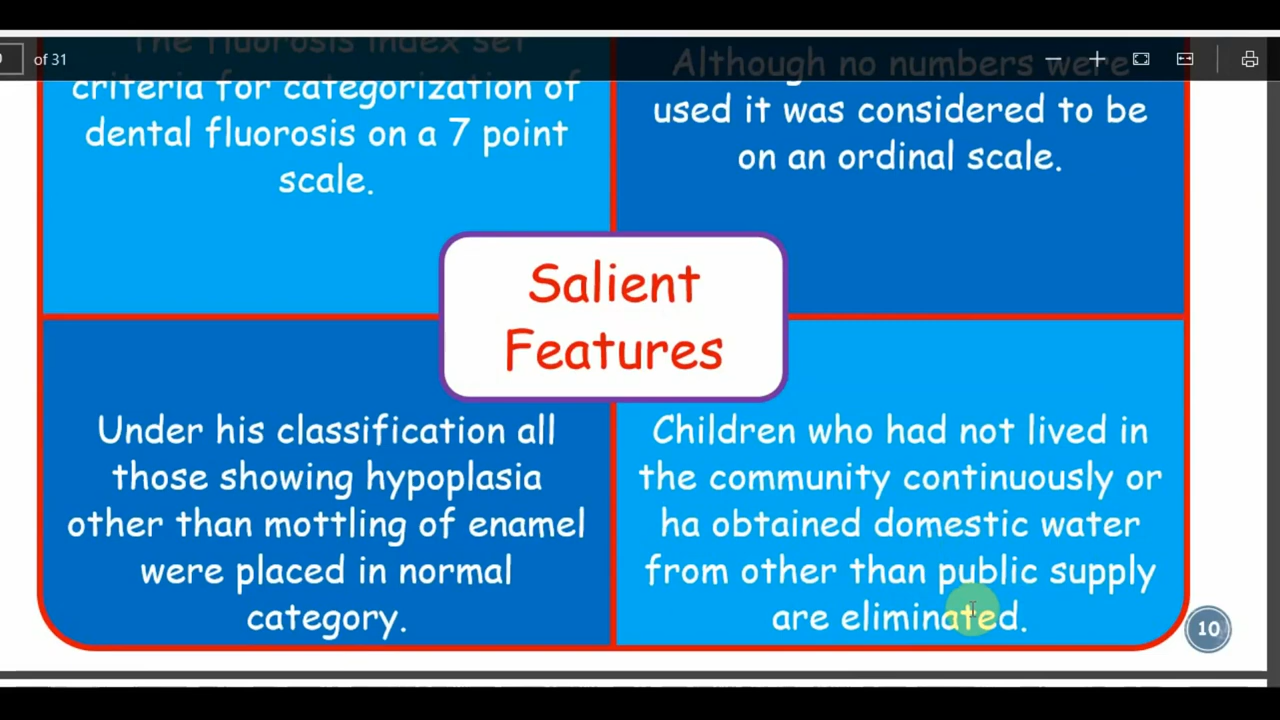 of 31
The fluorosis index set
criteria for categorization of
dental fluorosis on a 7 point
scale.
Although no numbers were
used it was considered to be
on an ordinal scale.
Salient
Features
Under his classification all
those showing hypoplasia
other than mottling of enamel
were placed in normal
category.
Children who had not lived in
the community continuously or
ha obtained domestic water
from other than public supply
are eliminated.
10